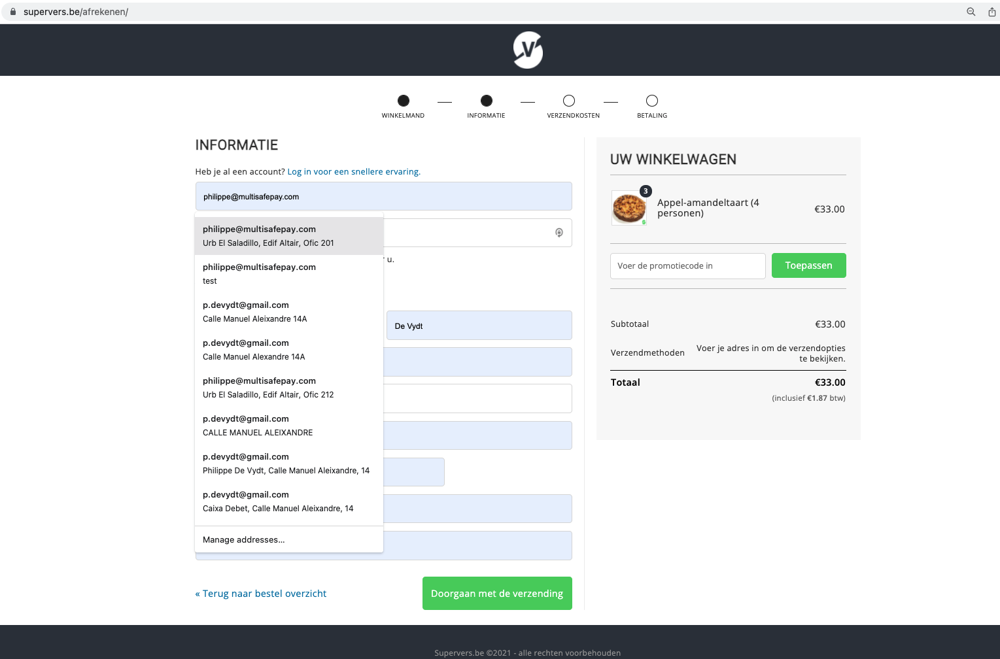 supervers.be/afrekenen/
V
WINKELMAND
INFORMATIE
VERZENDKOSTEN
BETALING
INFORMATIE
Heb je al een account? Log in voor een snellere ervaring.
philippe@multisafepay.com
philippe@multisafepay.com
Urb El Saladillo, Edif Altair, Ofic 201
philippe@multisafepay.com
test
p.devydt@gmail.com
Calle Manuel Aleixandre 14A
p.devydt@gmail.com
Calle Manuel Alexandre 14A
philippe@multisafepay.com
Urb El Saladillo, Edif Altair, Ofic 212
p.devydt@gmail.com
CALLE MANUEL ALEIXANDRE
p.devydt@gmail.com
Philippe De Vydt, Calle Manuel Aleixandre, 14
p.devydt@gmail.com
Caixa Debet, Calle Manuel Aleixandre, 14
Manage addresses...
u.
De Vydt
« Terug naar bestel overzicht
Doorgaan met de verzending
UW WINKELWAGEN
3
Appel-amandeltaart (4
personen)
€33.00
Voer de promotiecode in
Toepassen
Subtotaal
€33.00
Verzendmethoden
Voer je adres in om de verzendopties
te bekijken.
Totaal
€33.00
(inclusief €1.87 btw)
Supervers.be ©2021 - alle rechten voorbehouden